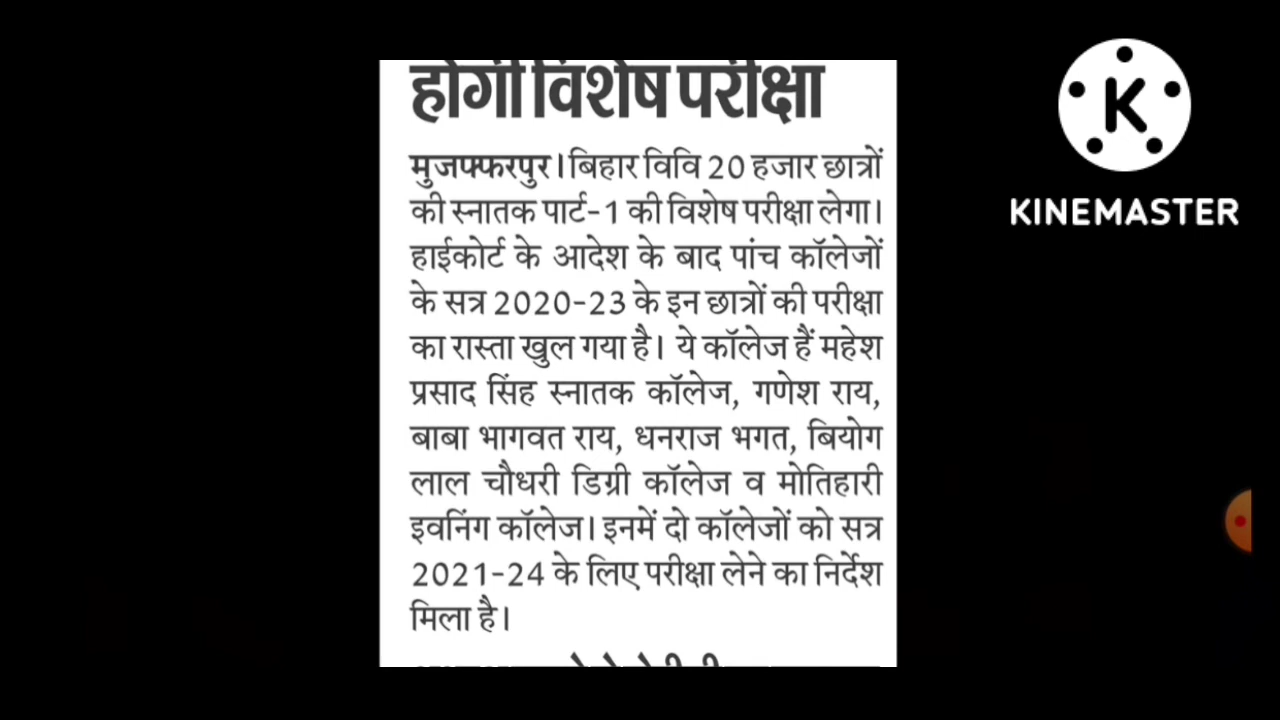 होगी विशेष परीक्षा
मुजफ्फरपुर। बिहार विवि 20 हजार छात्रों
की स्नातक पार्ट-1 की विशेष परीक्षा लेगा।
हाईकोर्ट के आदेश के बाद पांच कॉलेजों
के सत्र 2020-23 के इन छात्रों की परीक्षा
का रास्ता खुल गया है। ये कॉलेज हैं महेश
प्रसाद सिंह स्नातक कॉलेज, गणेश राय,
बाबा भागवत राय, धनराज भगत, बियोग
लाल चौधरी डिग्री कॉलेज व मोतिहारी
इवनिंग कॉलेज। इनमें दो कॉलेजों को सत्र
2021-24 के लिए परीक्षा लेने का निर्देश
मिला है।
K
KINEMASTER